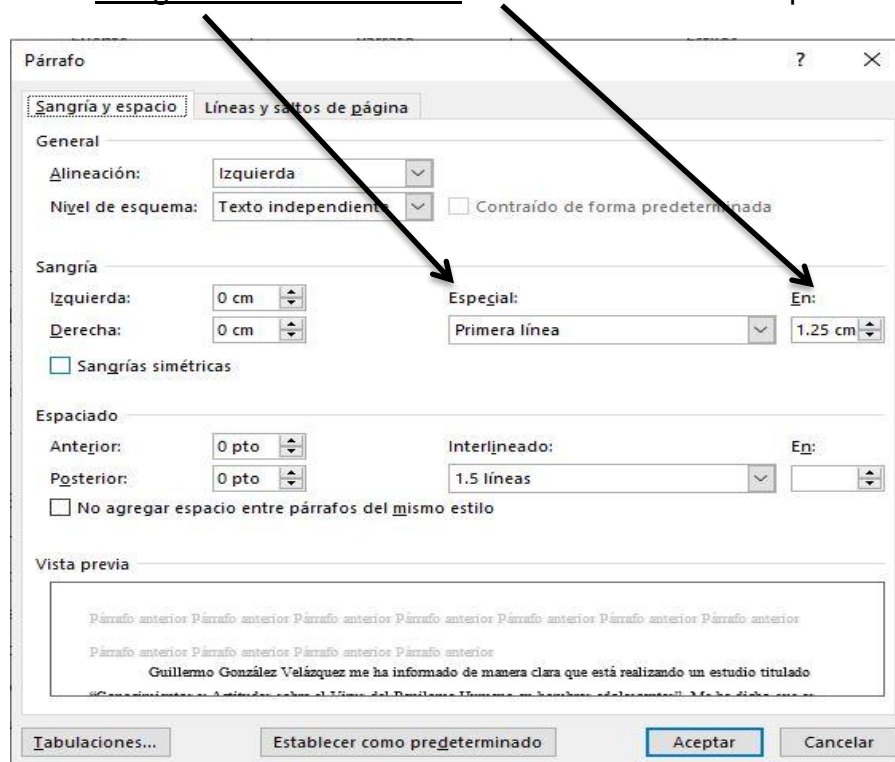 Párrafo ?
Sangría y espacio Líneas y saltos de página
General
Alineación: Izquierda
Nivel de esquema: Texto independiente Contraído de forma predeterminada
Sangría
Izquierda: 0 cm Especial: En:
Derecha: 0 cm Primera línea 1.25 cm
Sangrías simétricas
Espaciado
Anterior: 0 pto Interlineado: En:
Posterior: 0 pto 1.5 líneas
No agregar espacio entre párrafos del mismo estilo
Vista previa
Párrafo anterior Párrafo anterior Párrafo anterior Párrafo anterior Párrafo anterior Párrafo anterior Párrafo anterior
Párrafo anterior Párrafo anterior Párrafo anterior Párrafo anterior
Guillermo González Velázquez me ha informado de manera clara que está realizando un estudio titulado
Tabulaciones... Establecer como predeterminado Aceptar Cancelar